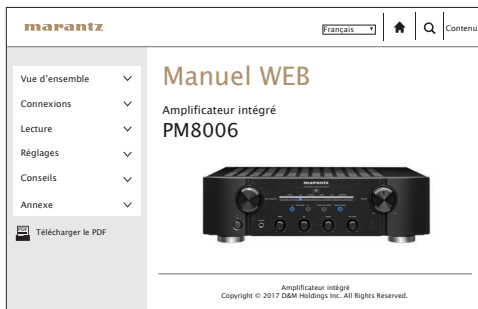 marantz
Français
Contenu
Vue d'ensemble
Connexions
Lecture
Réglages
Conseils
Annexe
PDF
Télécharger le PDF
Manuel WEB
Amplificateur intégré
PM8006
marantz
Amplificateur intégré
Copyright © 2017 D&M Holdings Inc. All Rights Reserved.